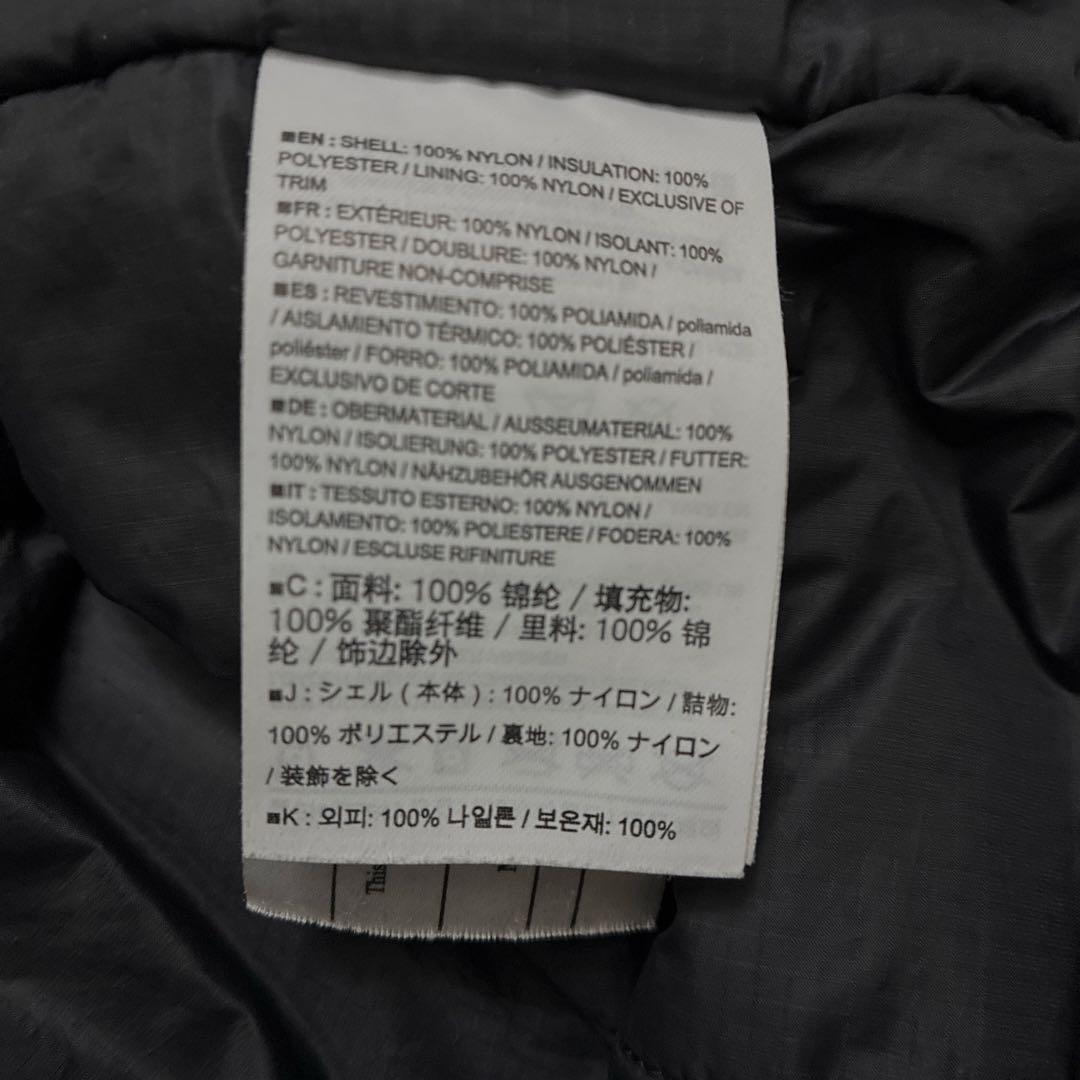 ■EN : SHELL: 100% NYLON / INSULATION: 100%
POLYESTER / LINING: 100% NYLON / EXCLUSIVE OF
TRIM
■FR : EXTÉRIEUR: 100% NYLON / ISOLANT: 100%
POLYESTER / DOUBLURE: 100% NYLON /
GARNITURE NON-COMPRISE
■ES : REVESTIMIENTO: 100% POLIAMIDA / poliamida
/ AISLAMIENTO TÉRMICO: 100% POLIÉSTER /
poliéster / FORRO: 100% POLIAMIDA / poliamida /
EXCLUSIVO DE CORTE
■DE : OBERMATERIAL / AUSSEUMATERIAL: 100%
NYLON / ISOLIERUNG: 100% POLYESTER / FUTTER:
100% NYLON / NÄHZUBEHÖR AUSGENOMMEN
■IT : TESSUTO ESTERNO: 100% NYLON /
ISOLAMENTO: 100% POLIESTERE / FODERA: 100%
NYLON / ESCLUSE RIFINITURE
■C : 面料: 100% 锦纶 / 填充物:
100% 聚酯纤维 / 里料: 100% 锦
纶 / 饰边除外
■J : シェル ( 本体 ) : 100% ナイロン / 詰物:
100% ポリエステル / 裏地: 100% ナイロン
/ 装飾を除く
■K : 외피: 100% 나일론 / 보온재: 100%
This